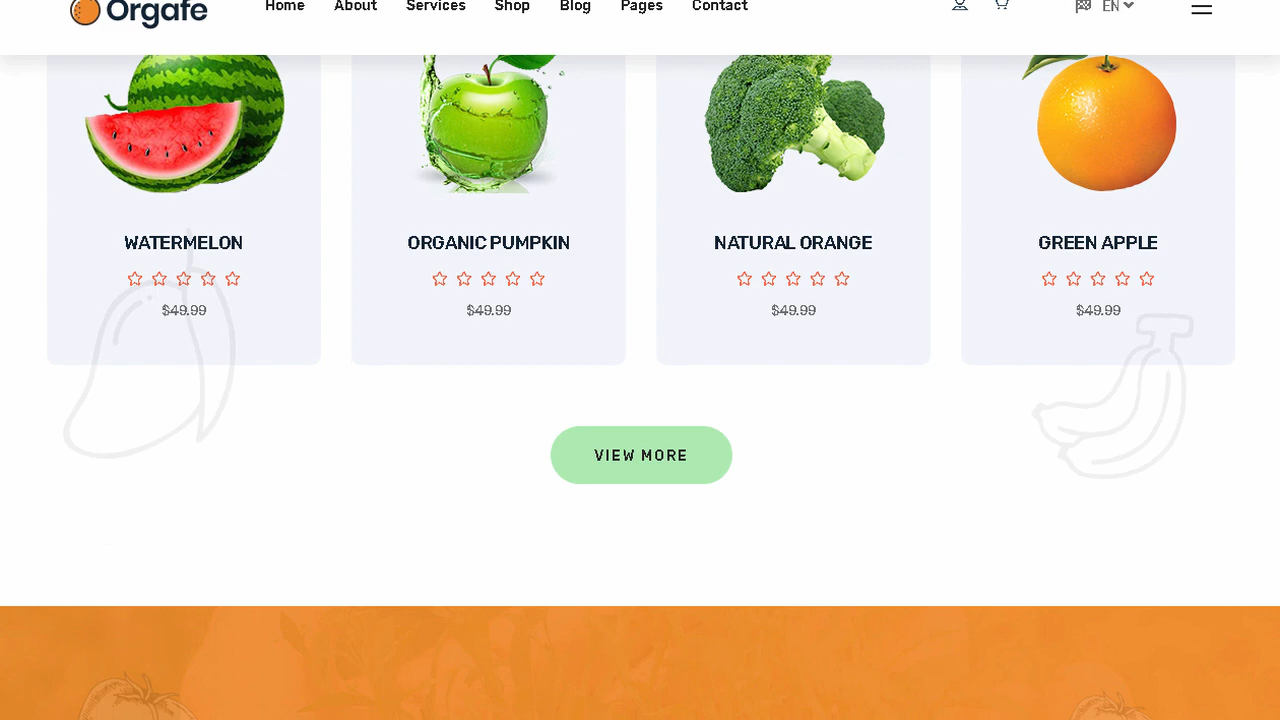 Orgafe Home About Services Shop Blog Pages Contact EN
WATERMELON ORGANIC PUMPKIN NATURAL ORANGE GREEN APPLE
$49.99 $49.99 $49.99 $49.99
VIEW MORE